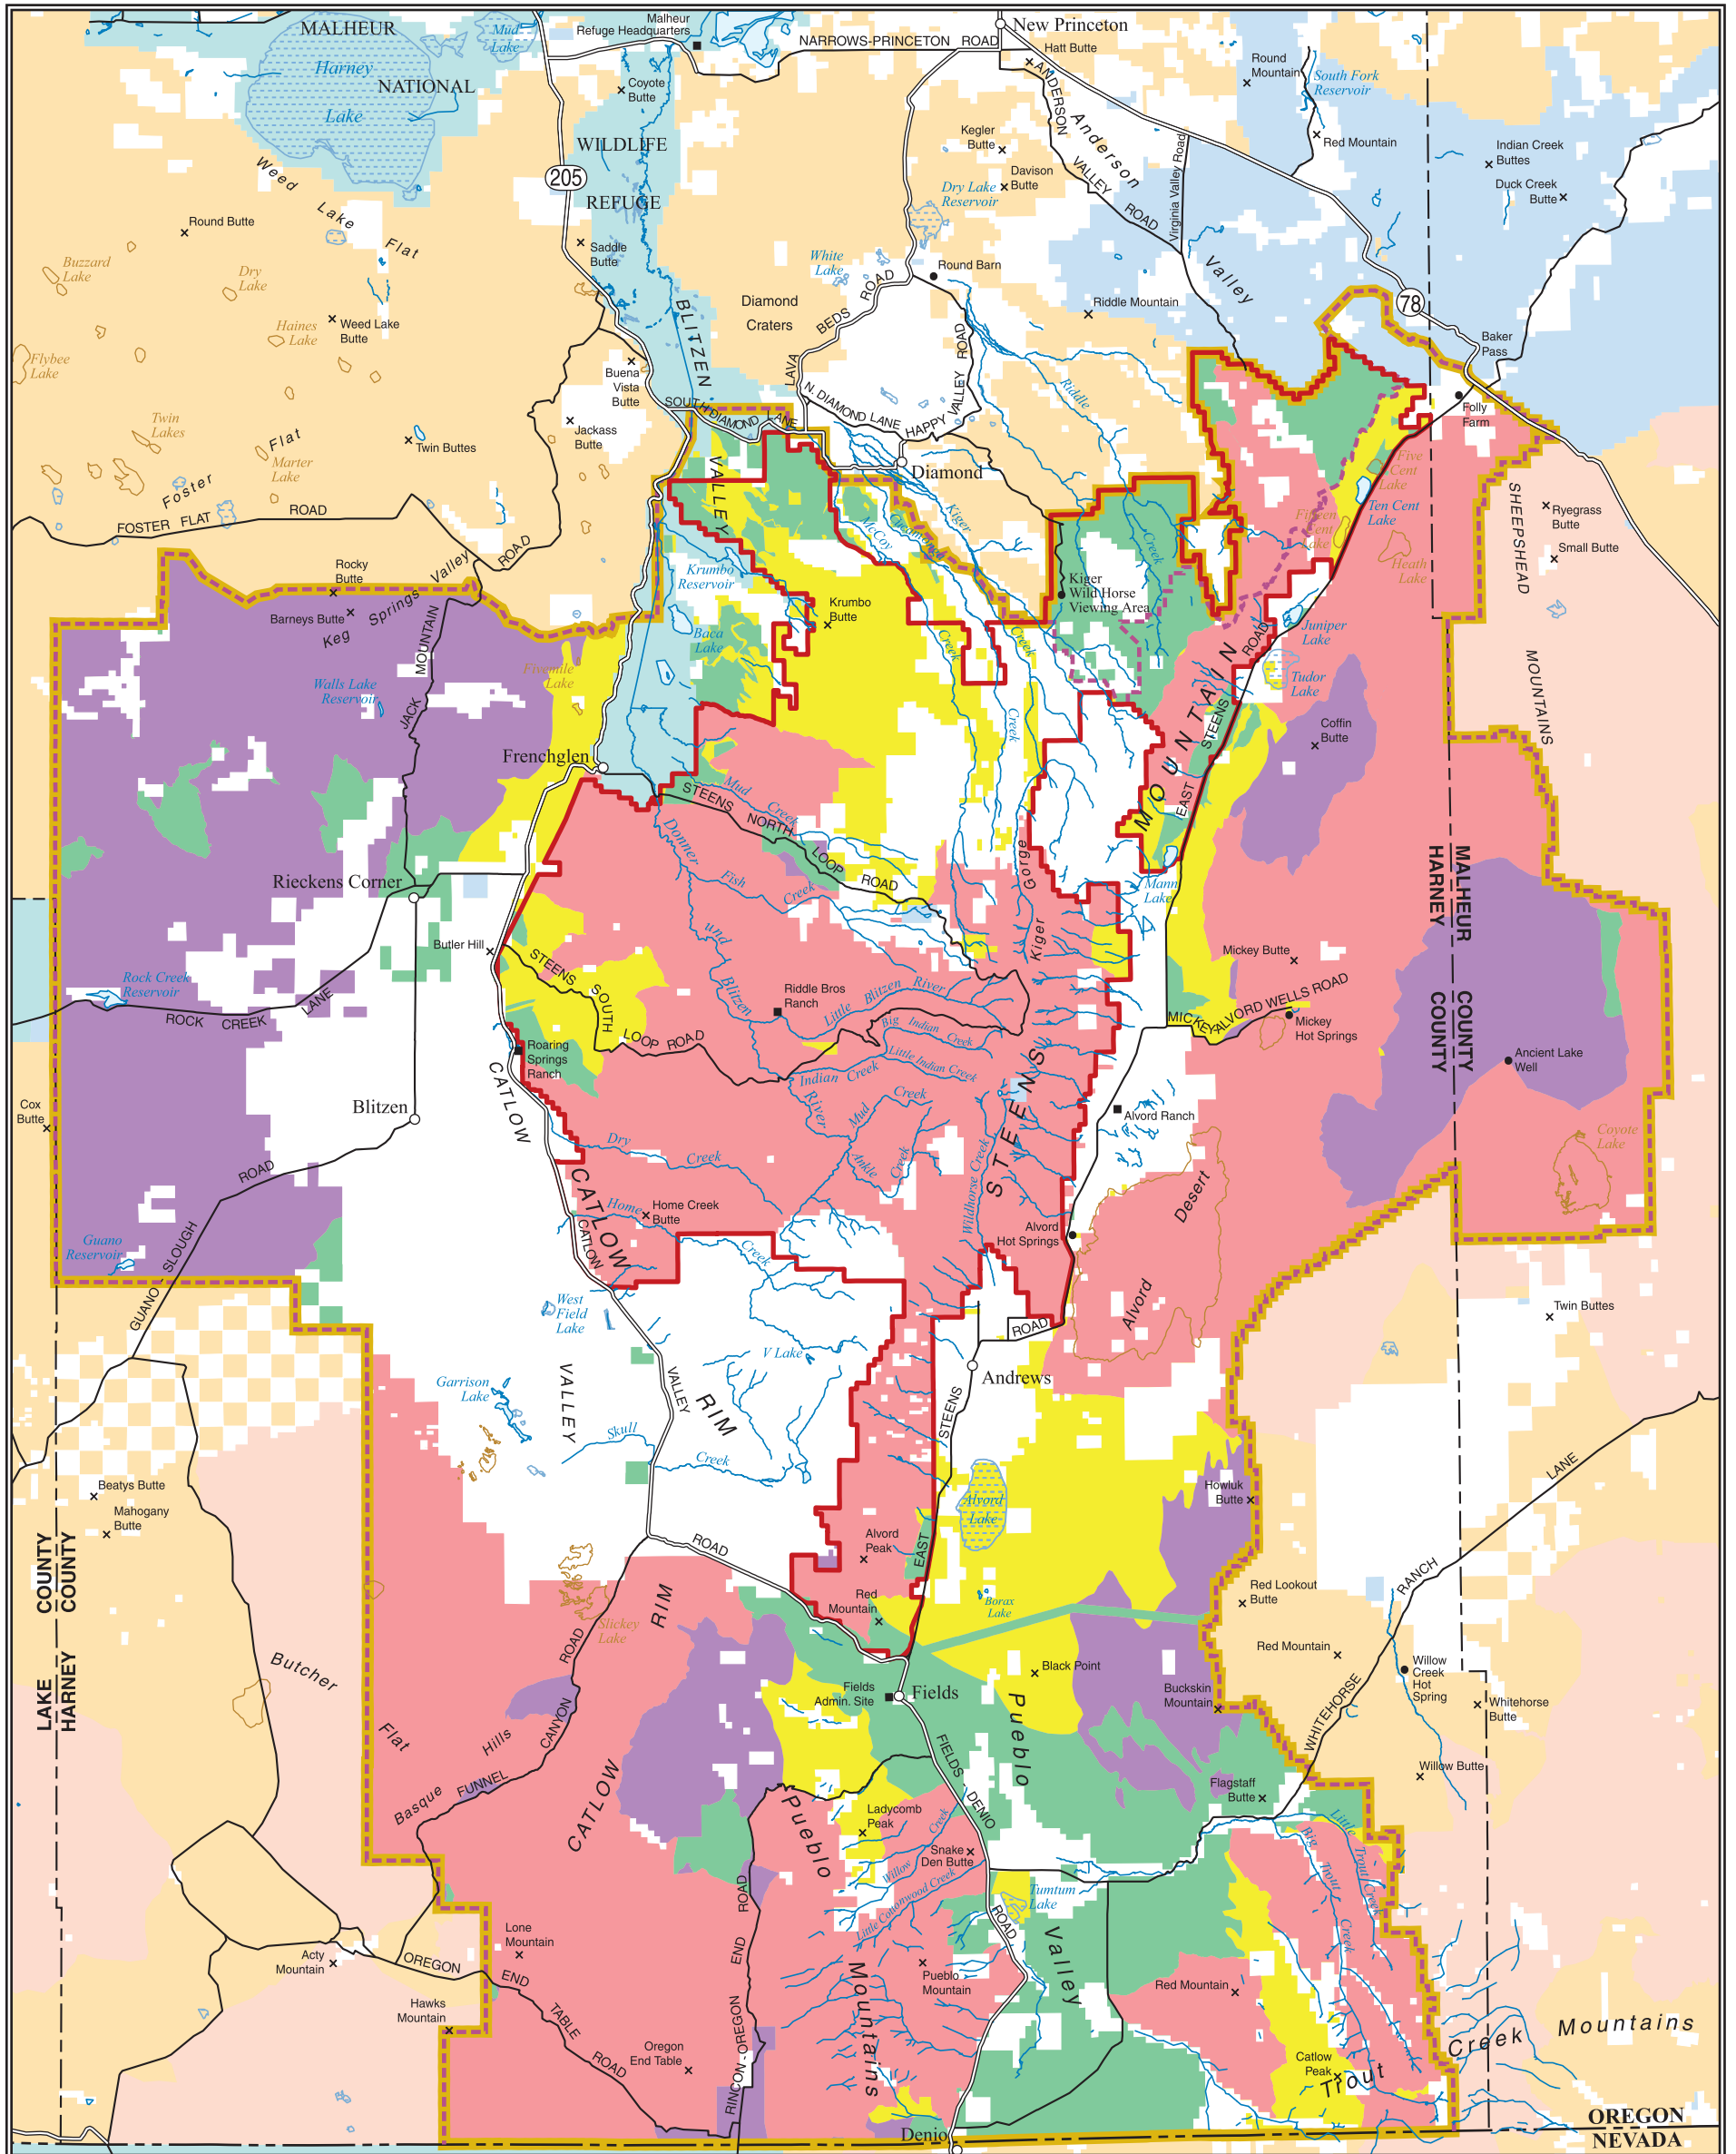 MALHEUR
Harney
Lake
NATIONAL
Mud
Lake
Malheur
Refuge Headquarters
Coyote
Butte
WILDLIFE
REFUGE
205
NARROWS-PRINCETON ROAD
New Princeton
Hatt Butte
ANDERSON
VALLEY
ROAD
Anderson
Valley
Virginia Valley Road
Round
Mountain
South Fork
Reservoir
Red Mountain
Indian Creek
Buttes
Duck Creek
Butte
Kegler
Butte
Davison
Butte
Dry Lake
Reservoir
Weed
Lake
Flat
Round Butte
Buzzard
Lake
Dry
Lake
Haines
Lake
Weed Lake
Butte
Flybee
Lake
Saddle
Butte
White
Lake
Round Barn
Diamond
Craters
LAVA
BEDS
ROAD
Riddle Mountain
78
Baker
Pass
Folly
Farm
BLITZEN
VALLEY
Buena
Vista
Butte
Jackass
Butte
SOUTH DIAMOND LANE
N. DIAMOND LANE
HAPPY VALLEY ROAD
Riddle
Creek
Diamond
Twin
Lakes
Flat
Marter
Lake
Foster
Twin Buttes
FOSTER FLAT ROAD
Five
Cent
Lake
Ten Cent
Lake
Fifteen
Cent
Lake
Heath
Lake
SHEEPSHEAD
MOUNTAINS
Ryegrass
Butte
Small Butte
Rocky
Butte
Barneys Butte
Keg Springs Valley
ROAD
JACK MOUNTAIN
Krumbo
Reservoir
Krumbo
Butte
McCoy
Creek
Cucamonga
Creek
Kiger
Creek
Kiger
Wild Horse
Viewing Area
Juniper
Lake
Tudor
Lake
Baca
Lake
Fivemile
Lake
Walls Lake
Reservoir
Coffin
Butte
Frenchglen
STEENS
NORTH
LOOP
ROAD
Mud
Creek
Donner
und
Blitzen
River
Fish
Creek
Kiger
Gorge
STEENS
MOUNTAIN
EAST
STEENS
ROAD
Mann
Lake
Rieckens Corner
Butler Hill
STEENS
SOUTH
LOOP ROAD
Riddle Bros
Ranch
Little Blitzen River
Big Indian
Creek
Little Indian Creek
Indian Creek
Mud
Creek
Ankle
Creek
Wildhorse Creek
Mickey Butte
MICKEY
ALVORD WELLS ROAD
Mickey
Hot Springs
MALHEUR COUNTY
HARNEY COUNTY
Ancient Lake
Well
Rock Creek
Reservoir
ROCK CREEK LANE
Roaring
Springs
Ranch
Blitzen
Cox
Butte
CATLOW
VALLEY
Dry
Creek
Home
Creek
Home Creek
Butte
CATLOW
RIM
CATLOW
VALLEY
ROAD
Alvord Ranch
Alvord
Hot Springs
Alvord
Desert
Coyote
Lake
Guano
Reservoir
GUANO - SLOUGH
ROAD
West
Field
Lake
V Lake
Garrison
Lake
Skull
Creek
Andrews
ROAD
STEENS
EAST
Twin Buttes
Alvord
Lake
Howluk
Butte
Beatys Butte
Mahogany
Butte
LAKE COUNTY
HARNEY COUNTY
Alvord
Peak
Red
Mountain
Borax
Lake
Red Lookout
Butte
Red Mountain
WHITEHORSE
RANCH
LANE
Willow
Creek
Hot
Spring
Whitehorse
Butte
Willow Butte
Slickey
Lake
Butcher
Flat
CATLOW
RIM
Basque
Hills
FUNNEL
CANYON
ROAD
Fields
Admin. Site
Fields
Black Point
Buckskin
Mountain
Pueblo
Valley
Flagstaff
Butte
FIELDS
DENIO
ROAD
Ladycomb
Peak
Snake
Den Butte
Willow
Creek
Little Cottonwood Creek
Tumtum
Lake
Big
Trout
Creek
Little
Trout Creek
Pueblo
Mountains
Pueblo
Mountain
Red Mountain
Lone
Mountain
Acty
Mountain
Hawks
Mountain
OREGON
END
TABLE
ROAD
Oregon
End Table
RINCON-OREGON
END
ROAD
Catlow
Peak
Trout
Creek
Mountains
Denio
OREGON
NEVADA